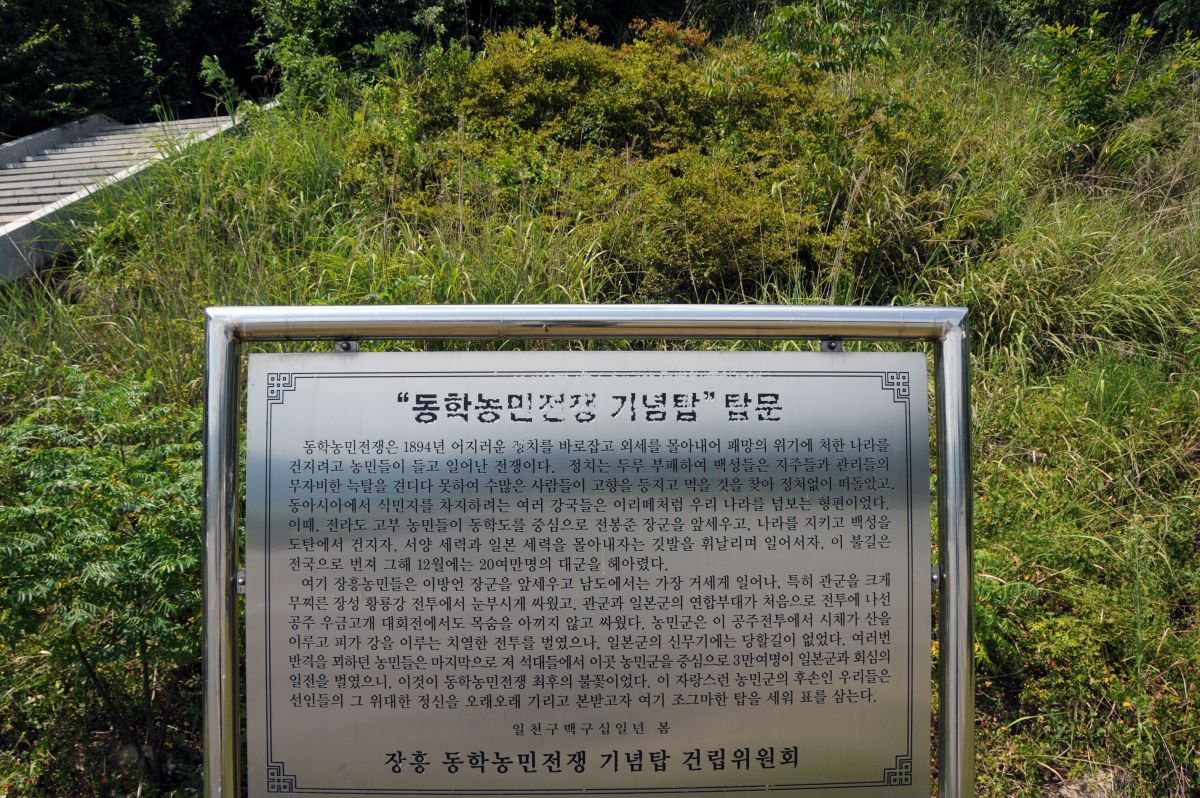 “동학농민전쟁 기념탑” 탑문
동학농민전쟁은 1894년 어지러운 정치를 바로잡고 외세를 몰아내어 패망의 위기에 처한 나라를
건지려고 농민들이 들고 일어난 전쟁이다. 정치는 두루 부패하여 백성들은 지주들과 관리들의
무자비한 늑탈을 견디다 못하여 수많은 사람들이 고향을 등지고 먹을 것을 찾아 정처없이 떠돌았고,
동아시아에서 식민지를 차지하려는 여러 강국들은 이리떼처럼 우리 나라를 넘보는 형편이었다.
이때, 전라도 고부 농민들이 동학도를 중심으로 전봉준 장군을 앞세우고, 나라를 지키고 백성을
도탄에서 건지자, 서양 세력과 일본 세력을 몰아내자는 깃발을 휘날리며 일어서자, 이 불길은
전국으로 번져 그해 12월에는 20여만명의 대군을 헤아렸다.
여기 장흥농민들은 이방언 장군을 앞세우고 남도에서는 가장 거세게 일어나, 특히 관군을 크게
무찌른 장성 황룡강 전투에서 눈부시게 싸웠고, 관군과 일본군의 연합부대가 처음으로 전투에 나선
공주 우금고개 대회전에서도 목숨을 아끼지 않고 싸웠다. 농민군은 이 공주전투에서 시체가 산을
이루고 피가 강을 이루는 치열한 전투를 벌였으나, 일본군의 신무기에는 당할길이 없었다. 여러번
반격을 꾀하던 농민들은 마지막으로 저 석대들에서 이곳 농민군을 중심으로 3만여명이 일본군과 회심의
일전을 벌였으니, 이것이 동학농민전쟁 최후의 불꽃이었다. 이 자랑스런 농민군의 후손인 우리들은
선인들의 그 위대한 정신을 오래오래 기리고 본받고자 여기 조그마한 탑을 세워 표를 삼는다.
일천구백구십일년 봄
장흥 동학농민전쟁 기념탑 건립위원회